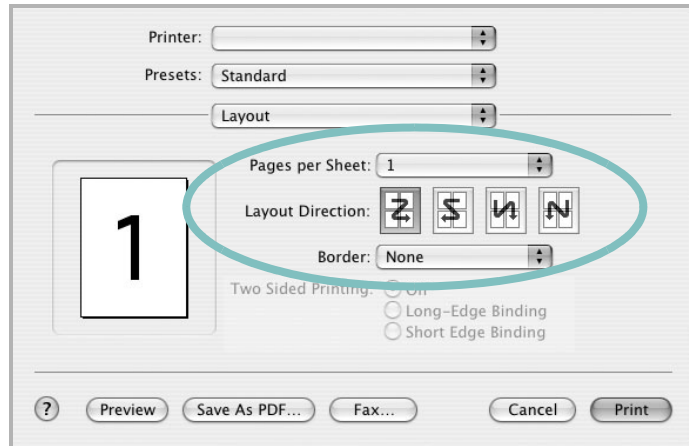 Printer:
Presets: Standard
Layout
Pages per Sheet: 1
Layout Direction:
Border: None
1
Two Sided Printing: Off
Long-Edge Binding
Short Edge Binding
? Preview Save As PDF... Fax... Cancel Print